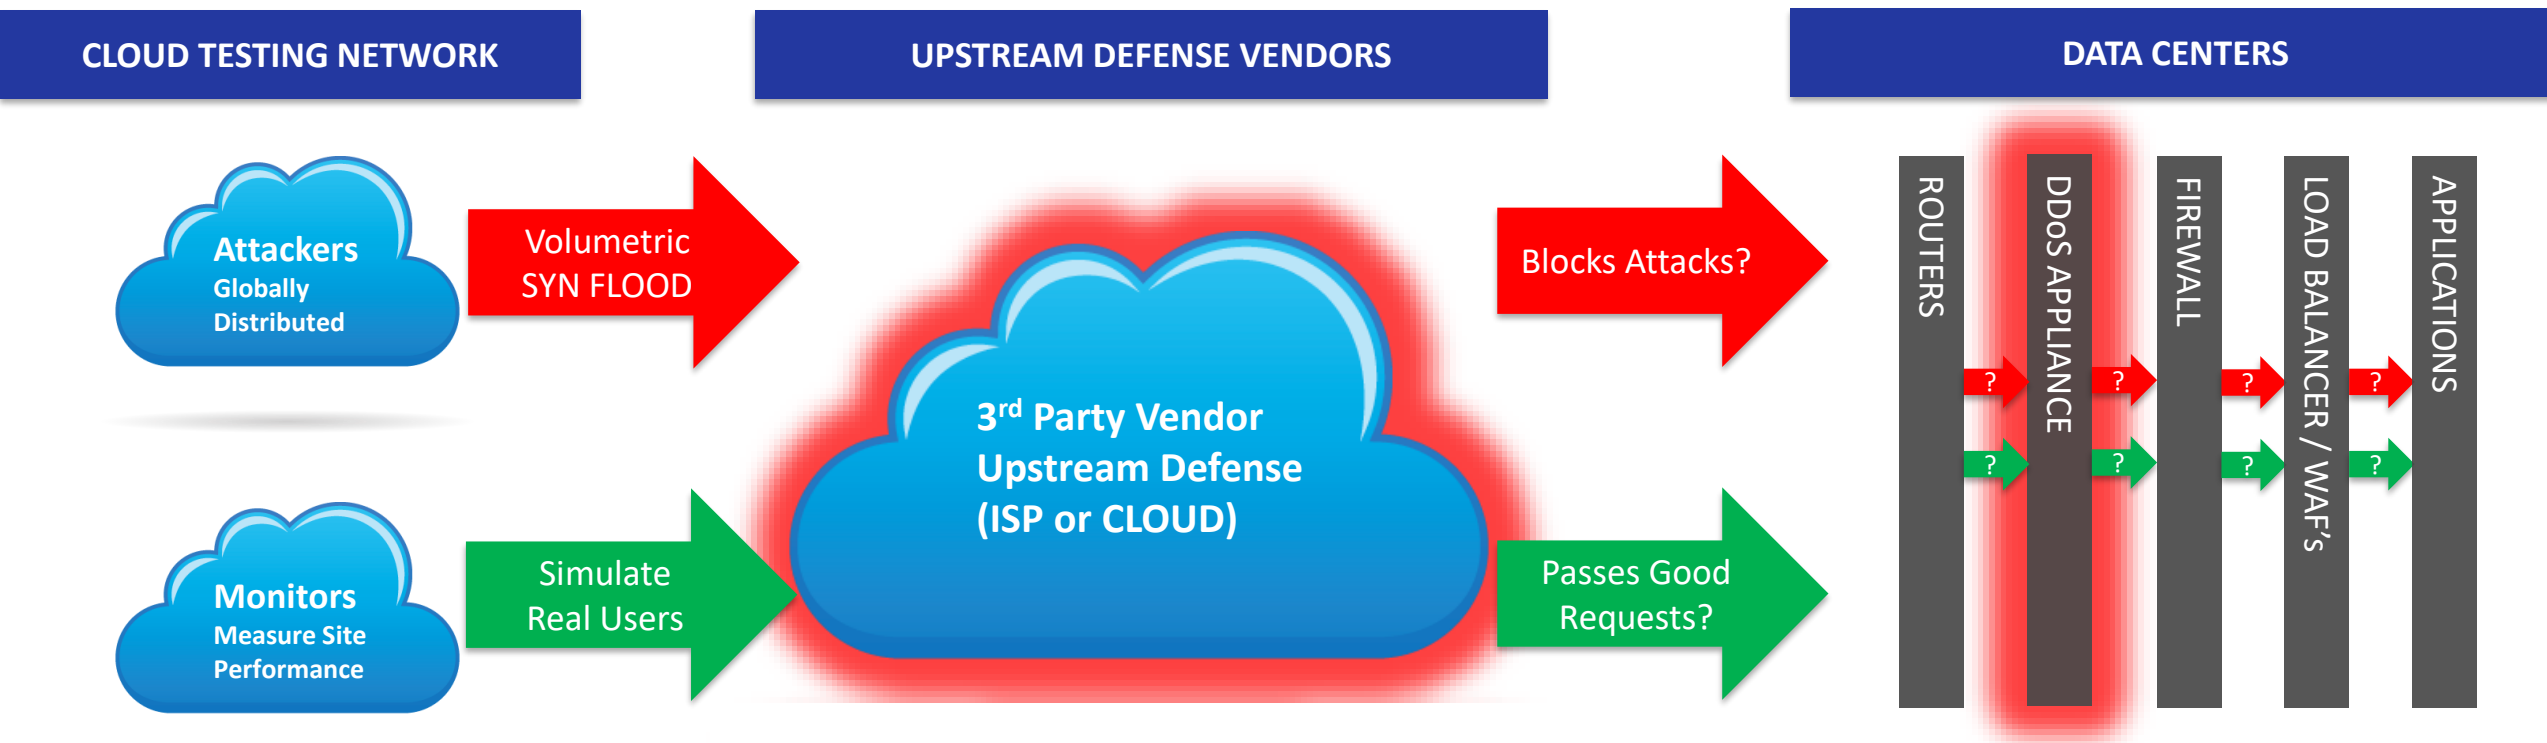 CLOUD TESTING NETWORK
UPSTREAM DEFENSE VENDORS
DATA CENTERS
Attackers
Globally
Distributed
Volumetric
SYN FLOOD
3rd Party Vendor
Upstream Defense
(ISP or CLOUD)
Blocks Attacks?
Monitors
Measure Site
Performance
Simulate
Real Users
Passes Good
Requests?
ROUTERS
DDoS APPLIANCE
FIREWALL
LOAD BALANCER / WAF's
APPLICATIONS
? ? ? ?
? ? ? ?